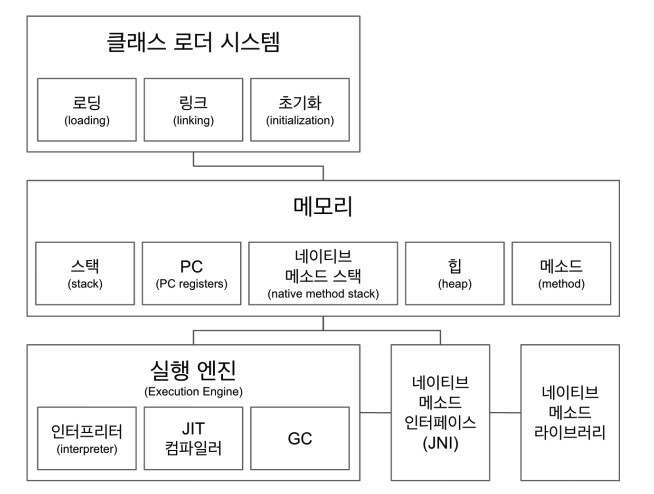 클래스 로더 시스템
로딩
(loading)
링크
(linking)
초기화
(initialization)
메모리
스택
(stack)
PC
(PC registers)
네이티브
메소드 스택
(native method stack)
힙
(heap)
메소드
(method)
실행 엔진
(Execution Engine)
인터프리터
(interpreter)
JIT
컴파일러
GC
네이티브
메소드
인터페이스
(JNI)
네이티브
메소드
라이브러리